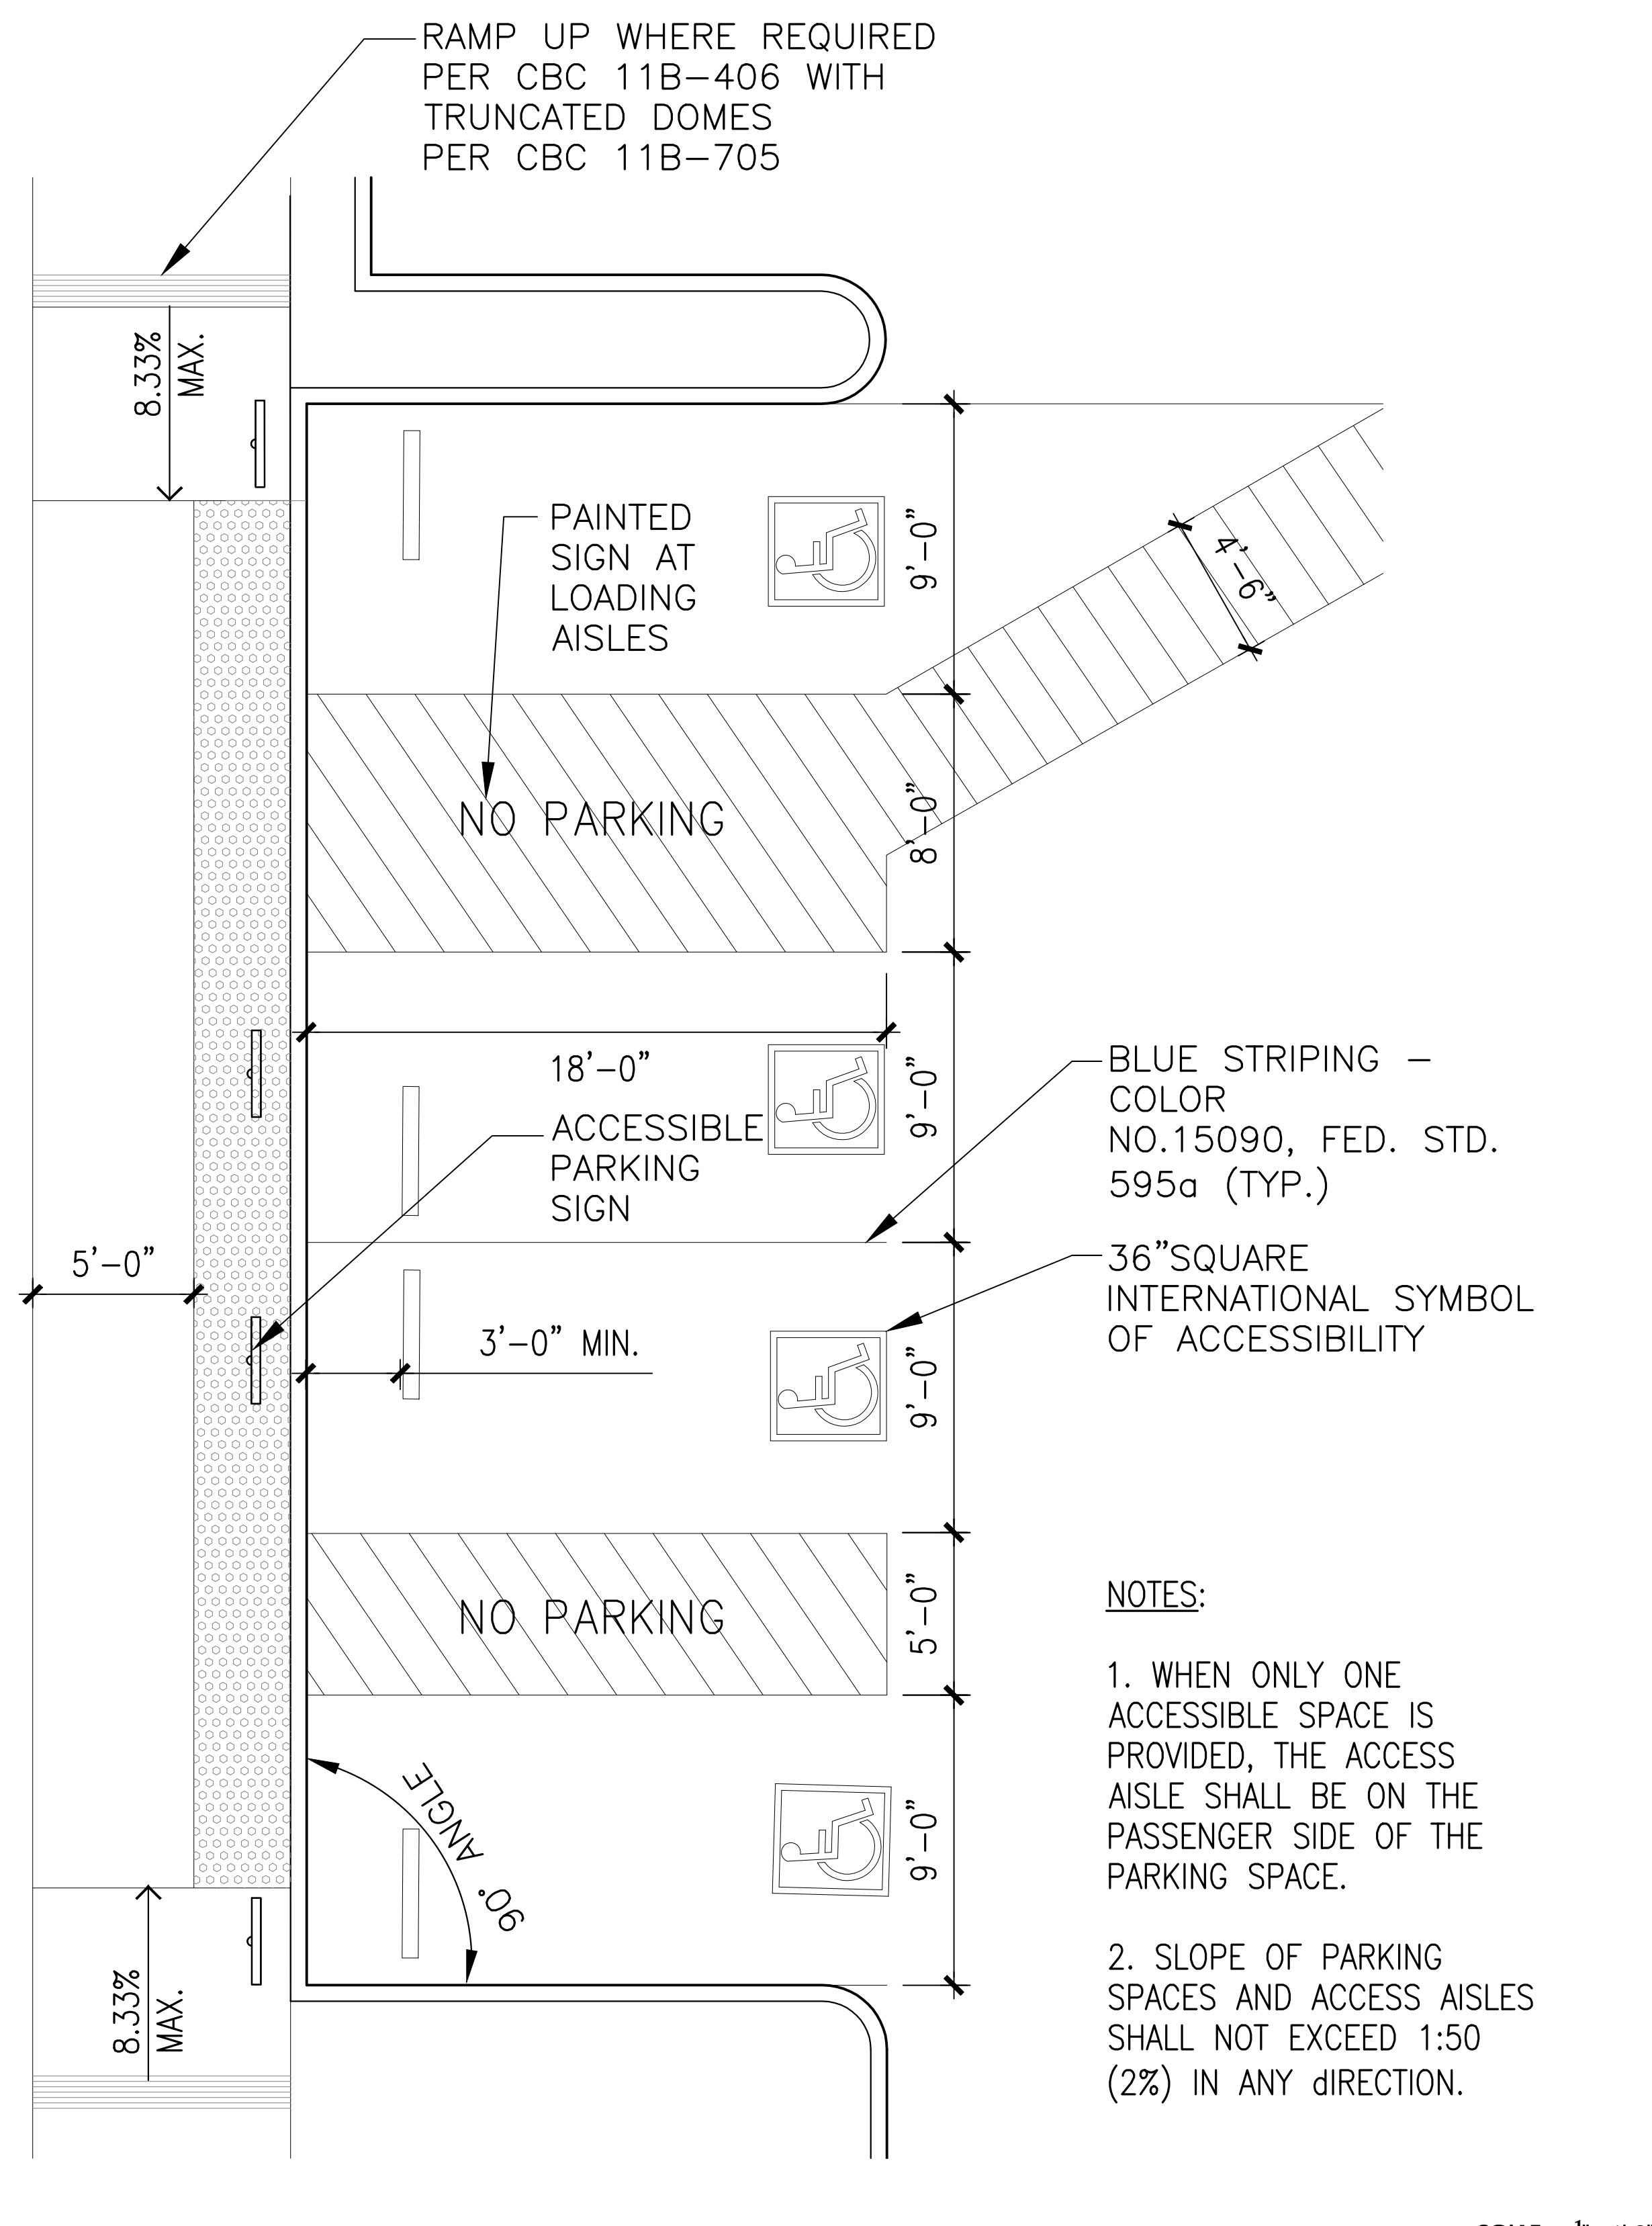 RAMP UP WHERE REQUIRED
PER CBC 11B-406 WITH
TRUNCATED DOMES
PER CBC 11B-705
8.33%
MAX.
PAINTED
SIGN AT
LOADING
AISLES
9'-0"
4'-6"
NO PARKING
8'-0"
18'-0"
9'-0"
ACCESSIBLE
PARKING
SIGN
BLUE STRIPING -
COLOR
NO.15090, FED. STD.
595a (TYP.)
5'-0"
3'-0" MIN.
9'-0"
36"SQUARE
INTERNATIONAL SYMBOL
OF ACCESSIBILITY
NO PARKING
5'-0"
90° ANGLE
9'-0"
8.33%
MAX.
NOTES:
1. WHEN ONLY ONE
ACCESSIBLE SPACE IS
PROVIDED, THE ACCESS
AISLE SHALL BE ON THE
PASSENGER SIDE OF THE
PARKING SPACE.
2. SLOPE OF PARKING
SPACES AND ACCESS AISLES
SHALL NOT EXCEED 1:50
(2%) IN ANY dIRECTION.